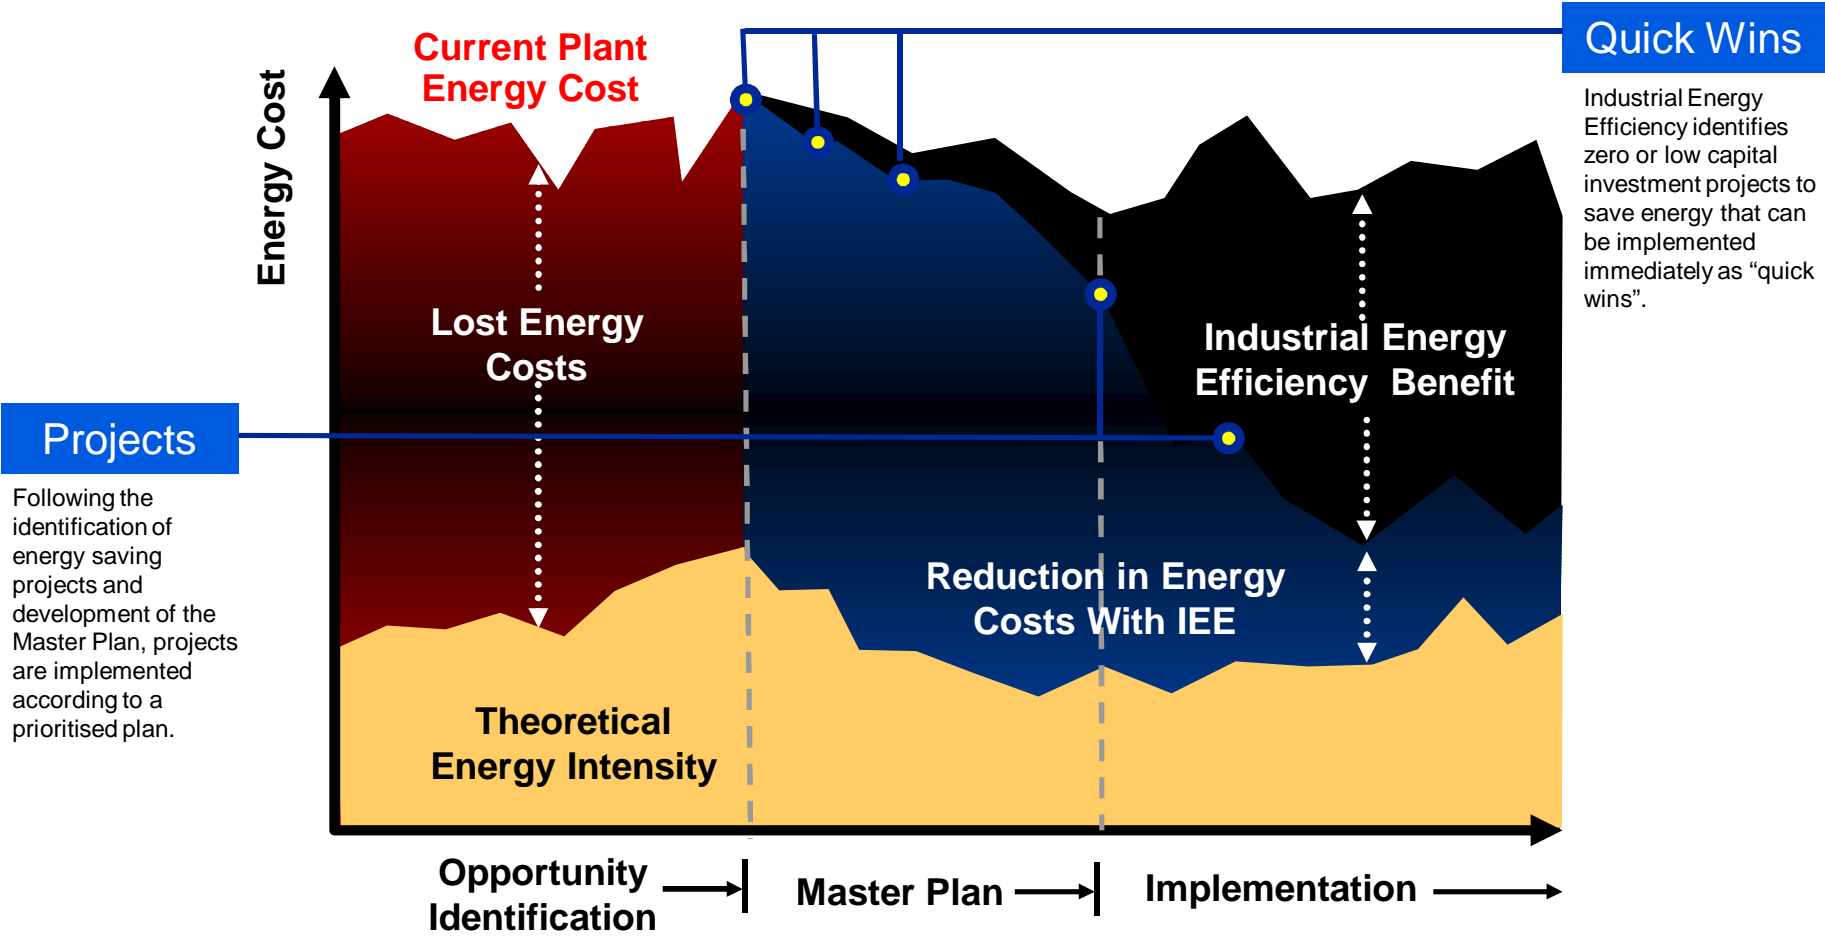 Current Plant
Energy Cost
Quick Wins
Industrial Energy
Efficiency identifies
zero or low capital
investment projects to
save energy that can
be implemented
immediately as “quick
wins”.
Energy Cost
Lost Energy
Costs
Industrial Energy
Efficiency Benefit
Projects
Following the
identification of
energy saving
projects and
development of the
Master Plan, projects
are implemented
according to a
prioritised plan.
Reduction in Energy
Costs With IEE
Theoretical
Energy Intensity
Opportunity
Identification
Master Plan
Implementation